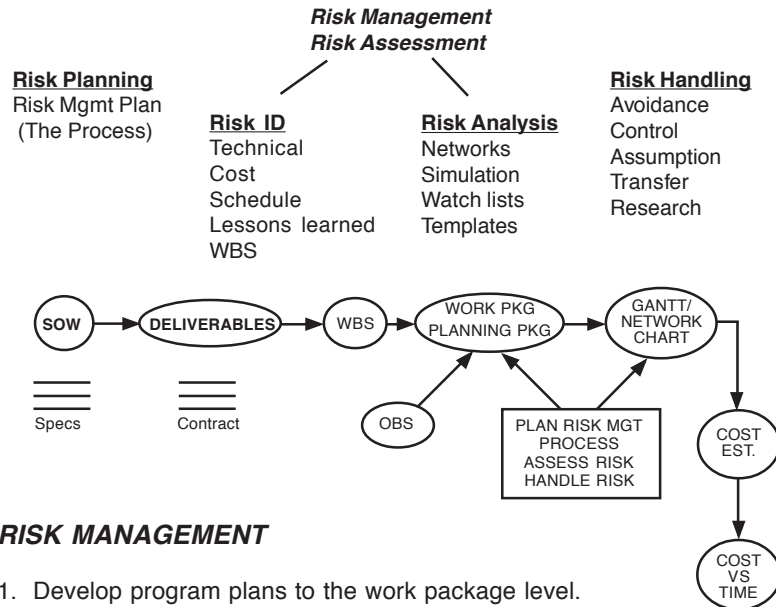 Risk Management
Risk Assessment
Risk Planning
Risk Mgmt Plan
(The Process)
Risk ID
Technical
Cost
Schedule
Lessons learned
WBS
Risk Analysis
Networks
Simulation
Watch lists
Templates
Risk Handling
Avoidance
Control
Assumption
Transfer
Research
SOW
DELIVERABLES
WBS
WORK PKG
PLANNING PKG
GANTT/
NETWORK
CHART
Specs
Contract
OBS
PLAN RISK MGT
PROCESS
ASSESS RISK
HANDLE RISK
COST
EST.
COST
VS
TIME
RISK MANAGEMENT
1. Develop program plans to the work package level.